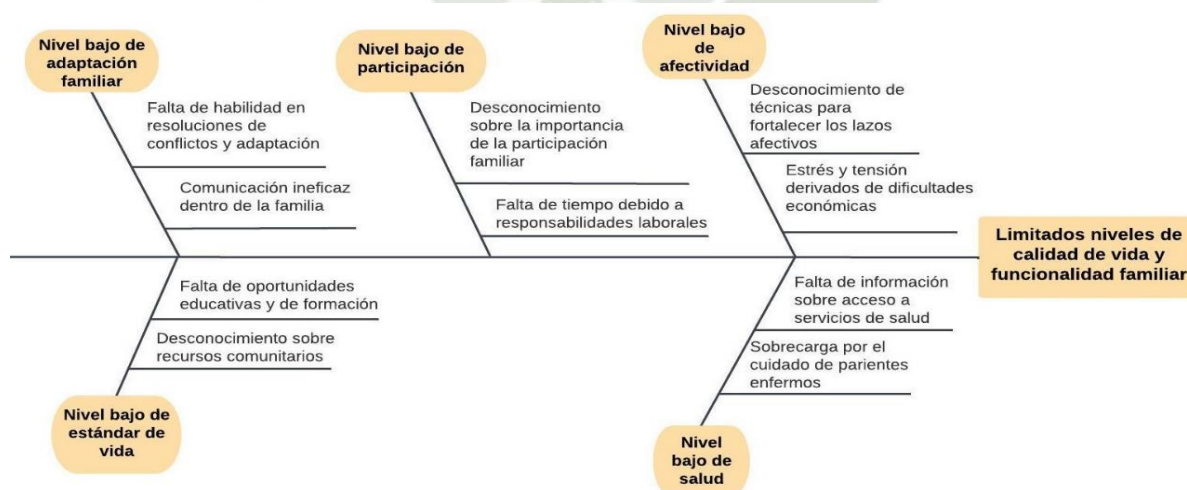 Nivel bajo de
adaptación
familiar
Falta de habilidad en
resoluciones de
conflictos y adaptación
Comunicación ineficaz
dentro de la familia
Nivel bajo de
participación
Desconocimiento
sobre la importancia
de la participación
familiar
Falta de tiempo debido a
responsabilidades laborales
Nivel bajo
de
afectividad
Desconocimiento de
técnicas para
fortalecer los lazos
afectivos
Estrés y tensión
derivados de dificultades
económicas
Limitados niveles de
calidad de vida y
funcionalidad familiar
Falta de oportunidades
educativas y de formación
Desconocimiento sobre
recursos comunitarios
Nivel bajo de
estándar de
vida
Falta de información
sobre acceso a
servicios de salud
Sobrecarga por el
cuidado de parientes
enfermos
Nivel
bajo de
salud